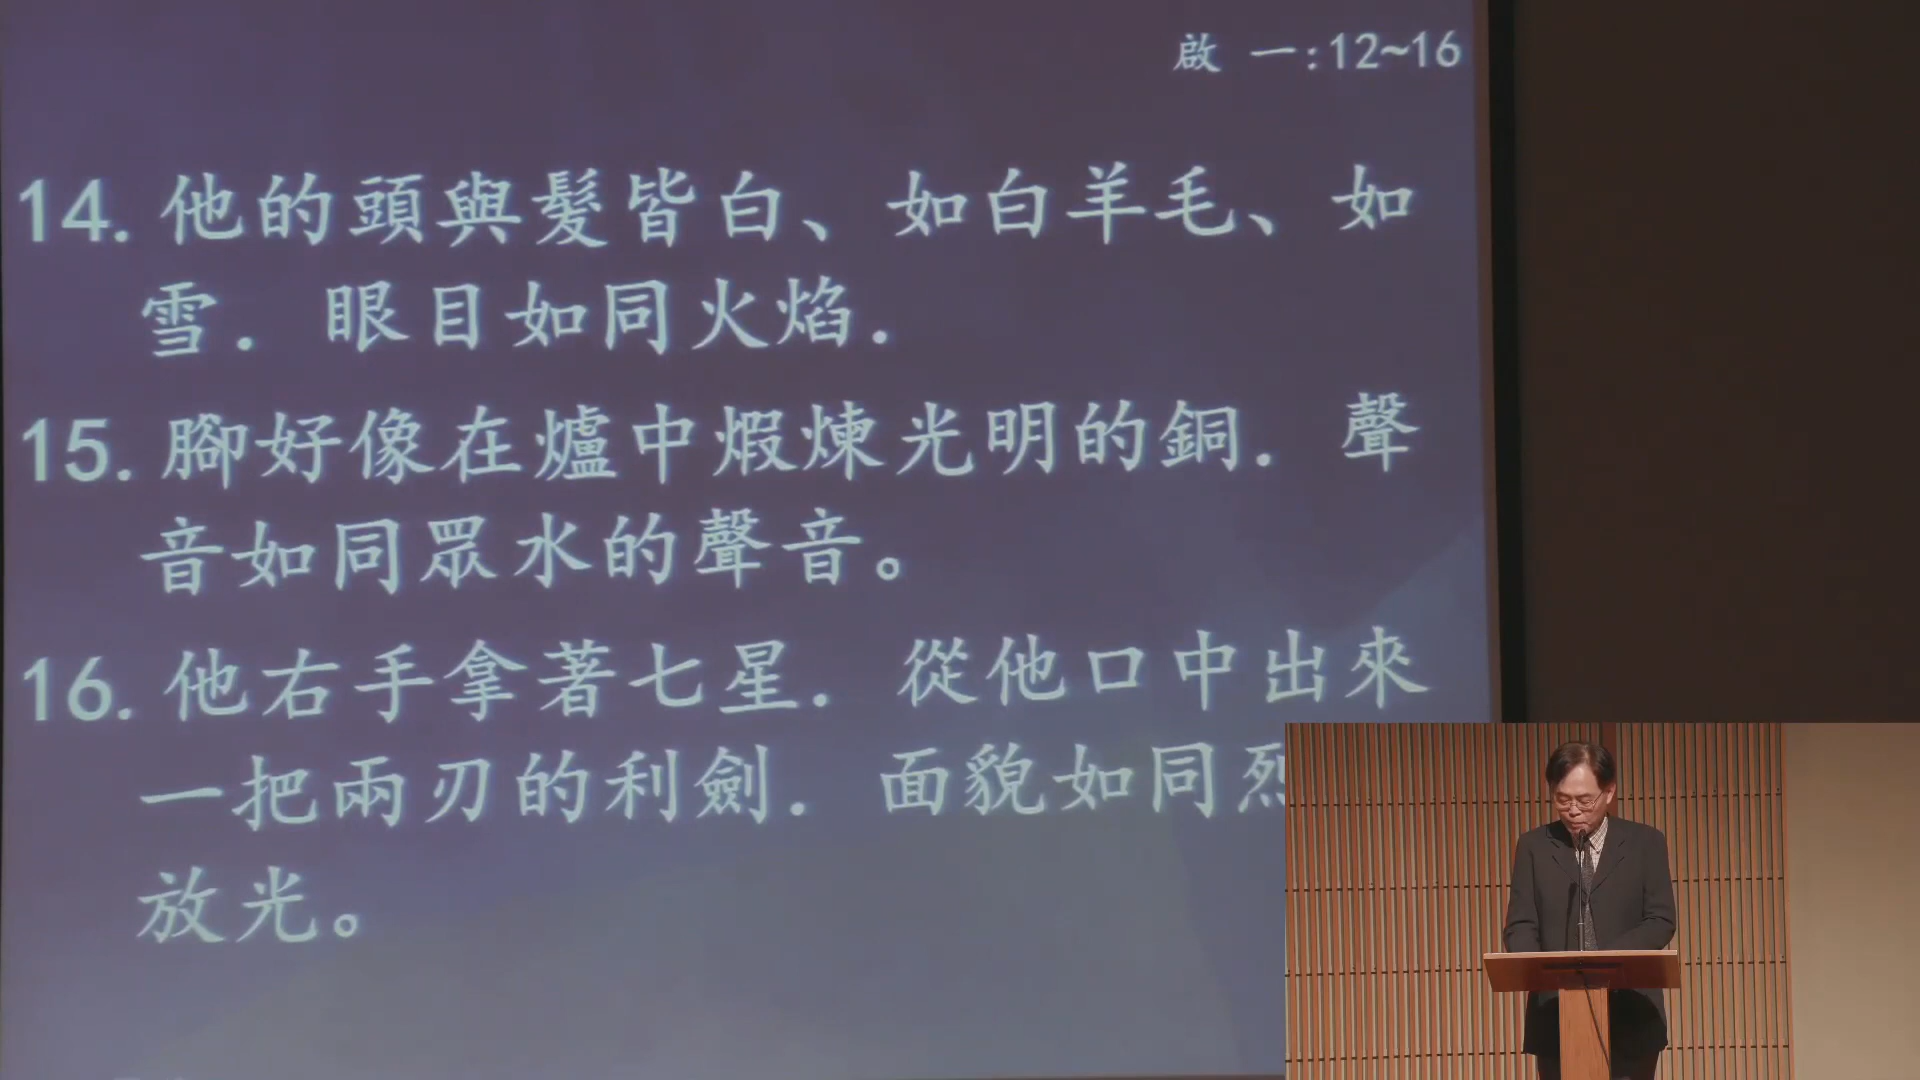 啟 一:12~16
14. 他的頭與髮皆白、如白羊毛、如
雪. 眼目如同火焰.
15. 腳好像在爐中煅煉光明的銅. 聲
音如同眾水的聲音。
16. 他右手拿著七星. 從他口中出來
一把兩刃的利劍. 面貌如同烈
放光。